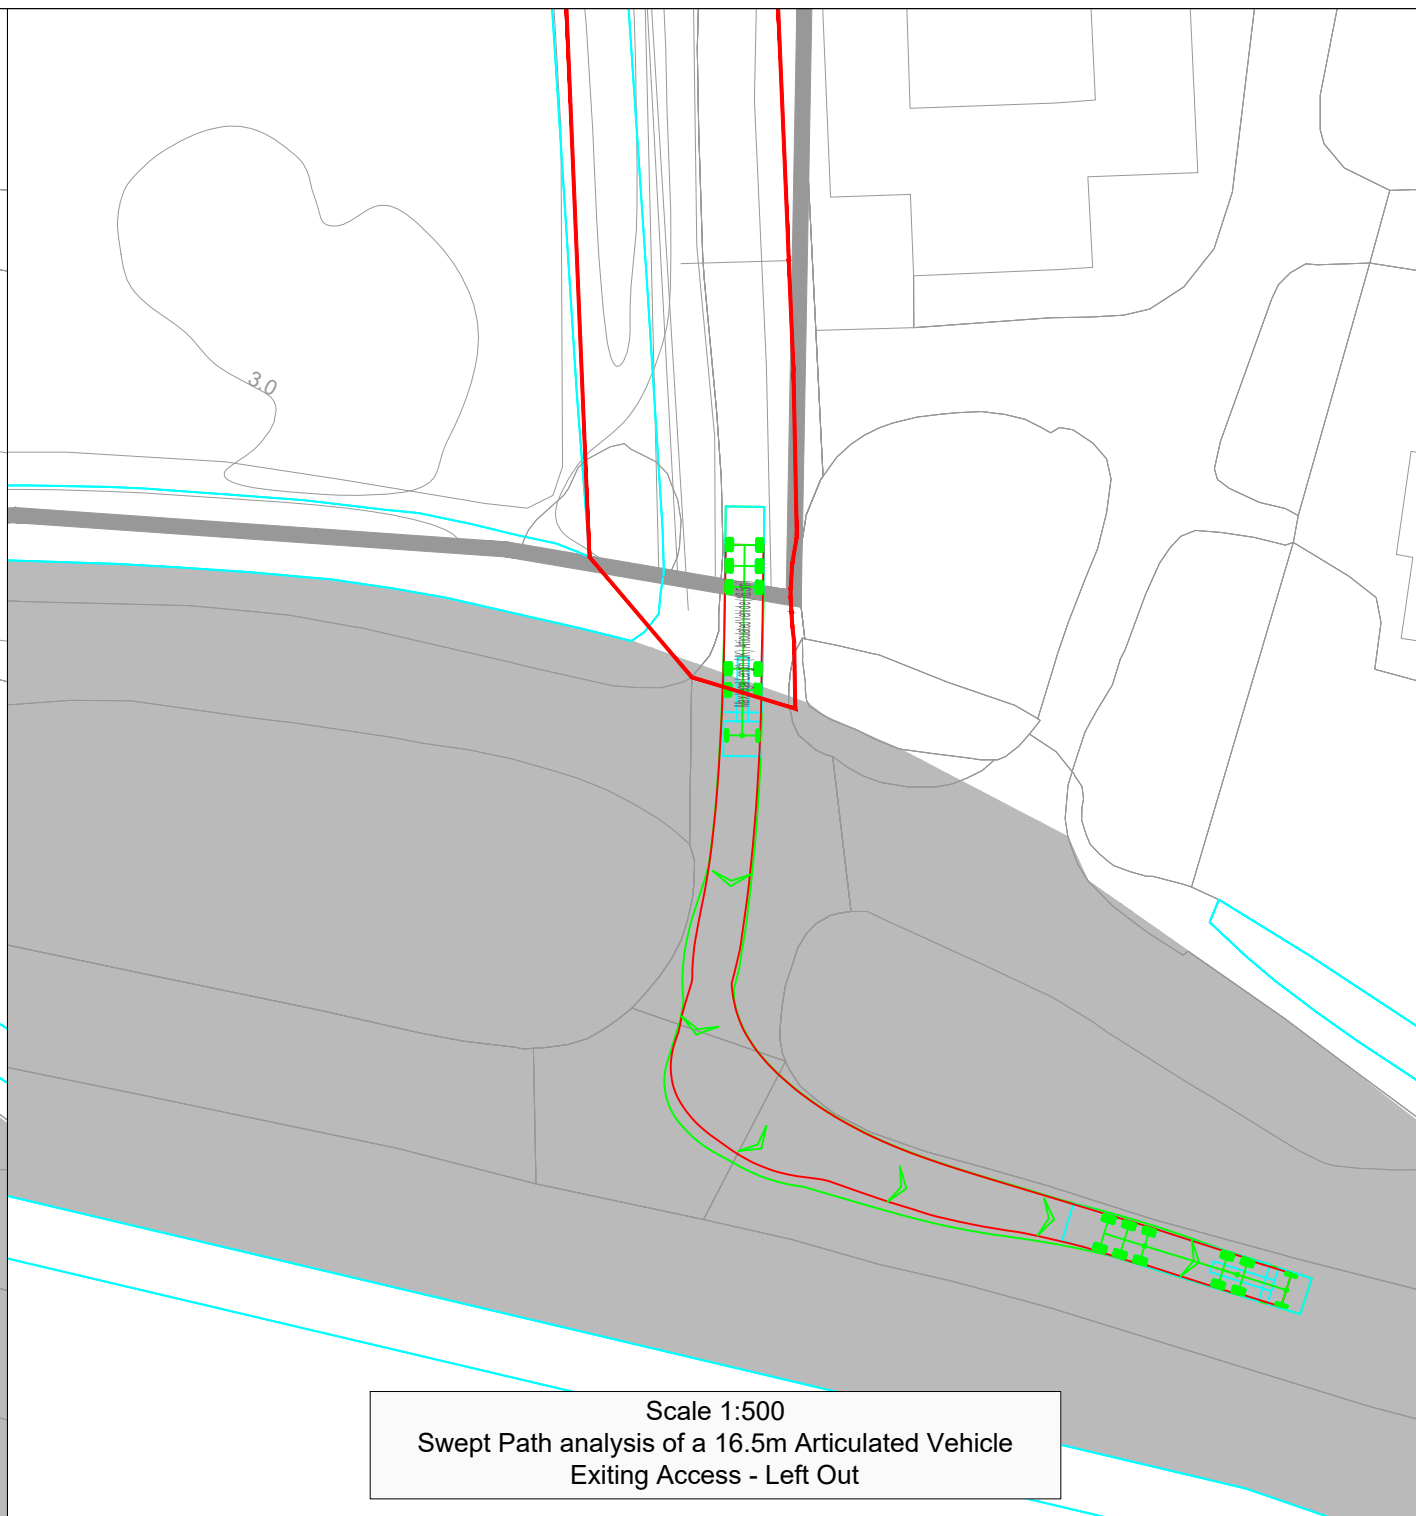 3.0
Scale 1:500
Swept Path analysis of a 16.5m Articulated Vehicle
Exiting Access - Left Out